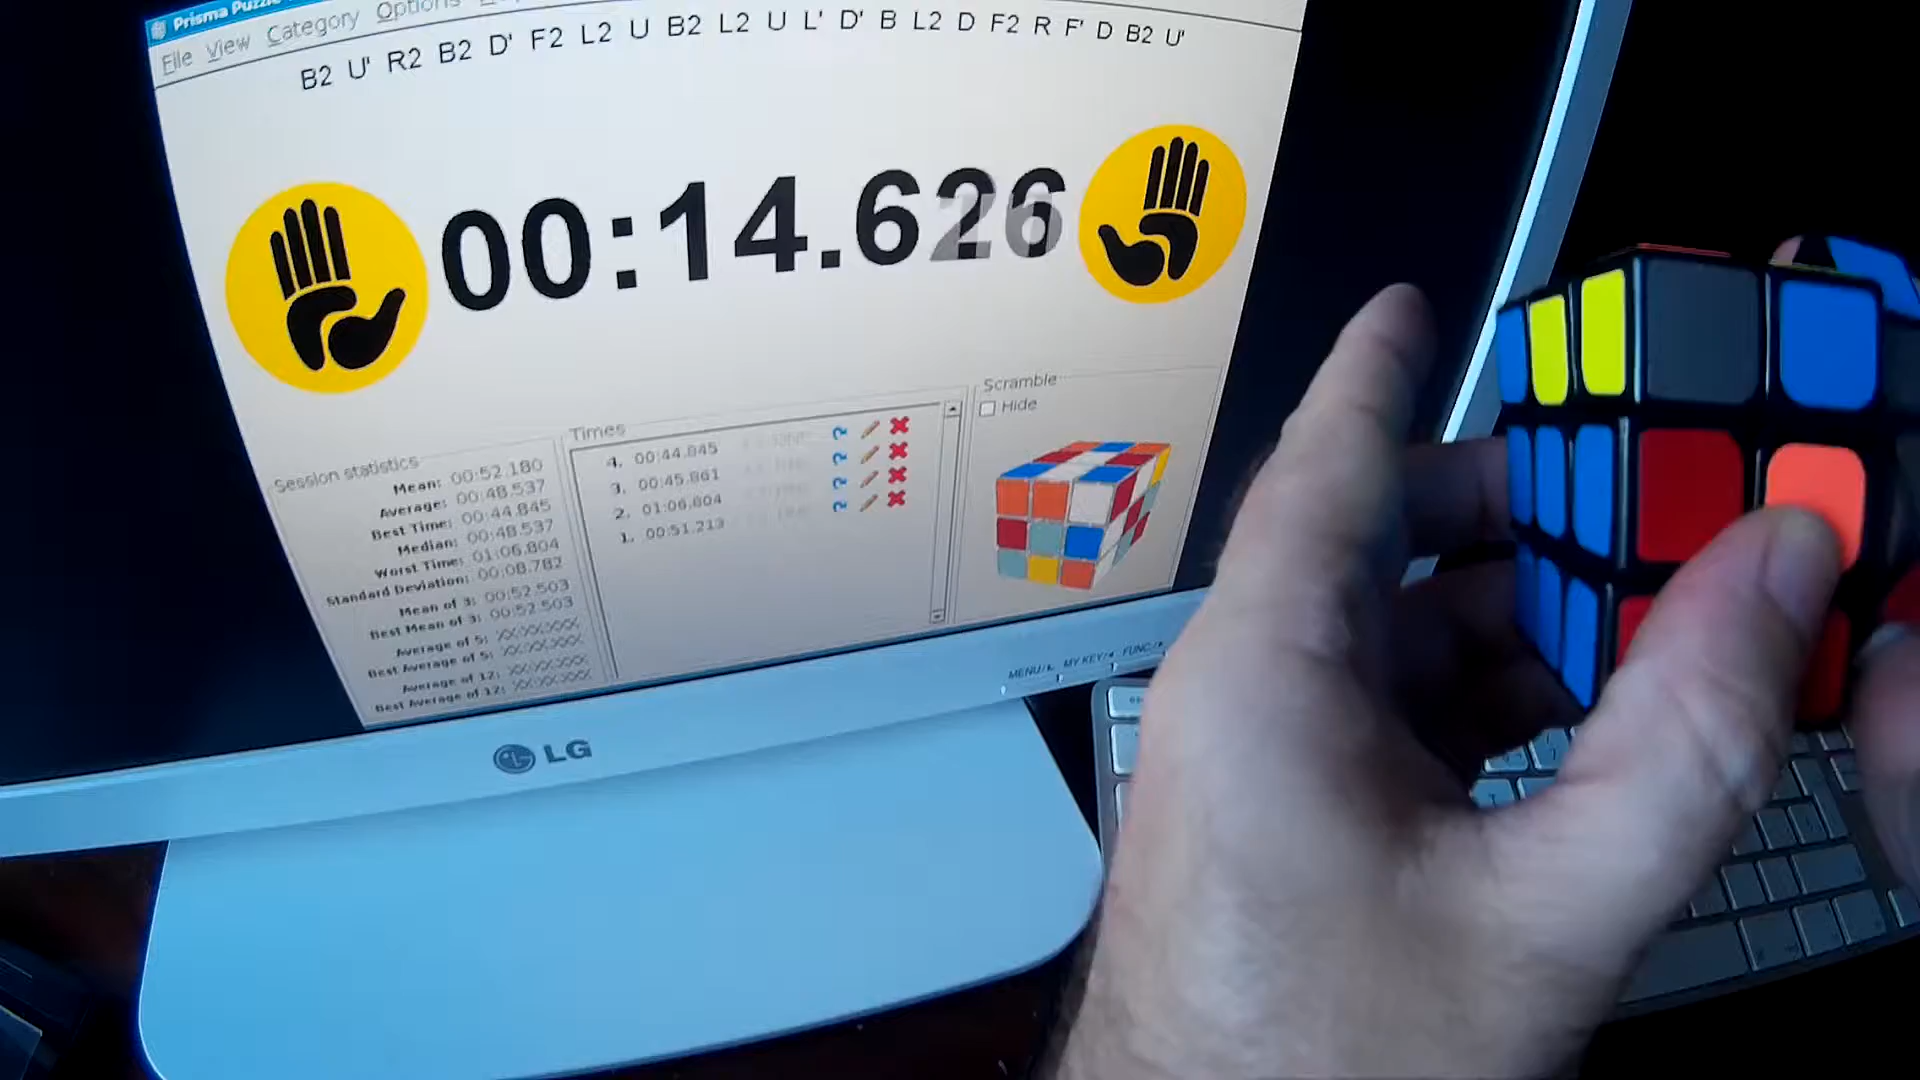 Prisma Puzzle
File View Category Options
B2 U' R2 B2 D' F2 L2 U B2 L2 U L' D' B L2 D F2 R F' D B2 U'
00:14.626
Session statistics
Mean: 00:52.180
Average: 00:48.537
Best Time: 00:44.845
Median: 00:48.537
Worst Time: 01:06.804
Standard Deviation: 00:08.782
Mean of 3: 00:52.503
Best Mean of 3: 00:52.503
Average of 5: XX:XX.XXX
Best Average of 5: XX:XX.XXX
Average of 12: XX:XX.XXX
Best Average of 12: XX:XX.XXX
Times
4. 00:44.845
3. 00:45.861
2. 01:06.804
1. 00:51.213
Scramble
Hide
LG
MENU/ MY KEY/ FUNC/